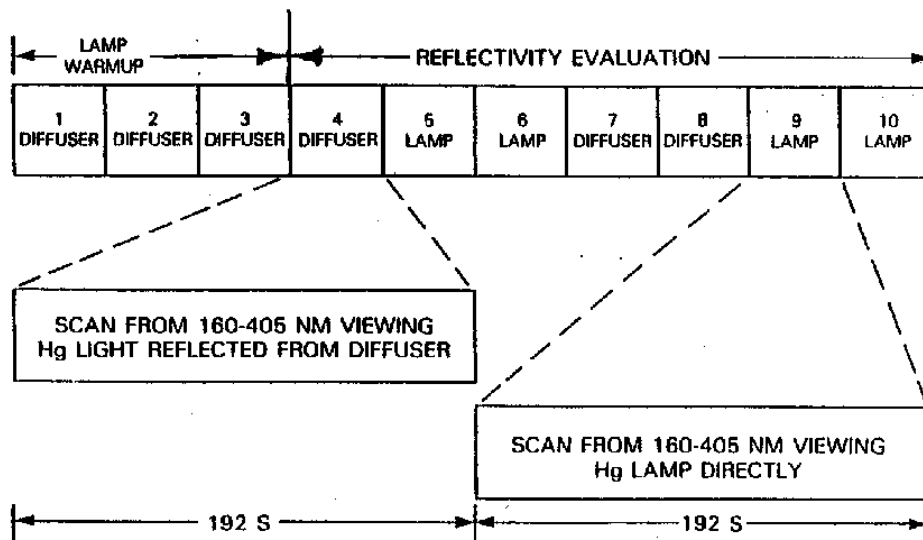 LAMP
WARMUP
REFLECTIVITY EVALUATION
1
DIFFUSER
2
DIFFUSER
3
DIFFUSER
4
DIFFUSER
5
LAMP
6
LAMP
7
DIFFUSER
8
DIFFUSER
9
LAMP
10
LAMP
SCAN FROM 160-405 NM VIEWING
Hg LIGHT REFLECTED FROM DIFFUSER
SCAN FROM 160-405 NM VIEWING
Hg LAMP DIRECTLY
192 S
192 S